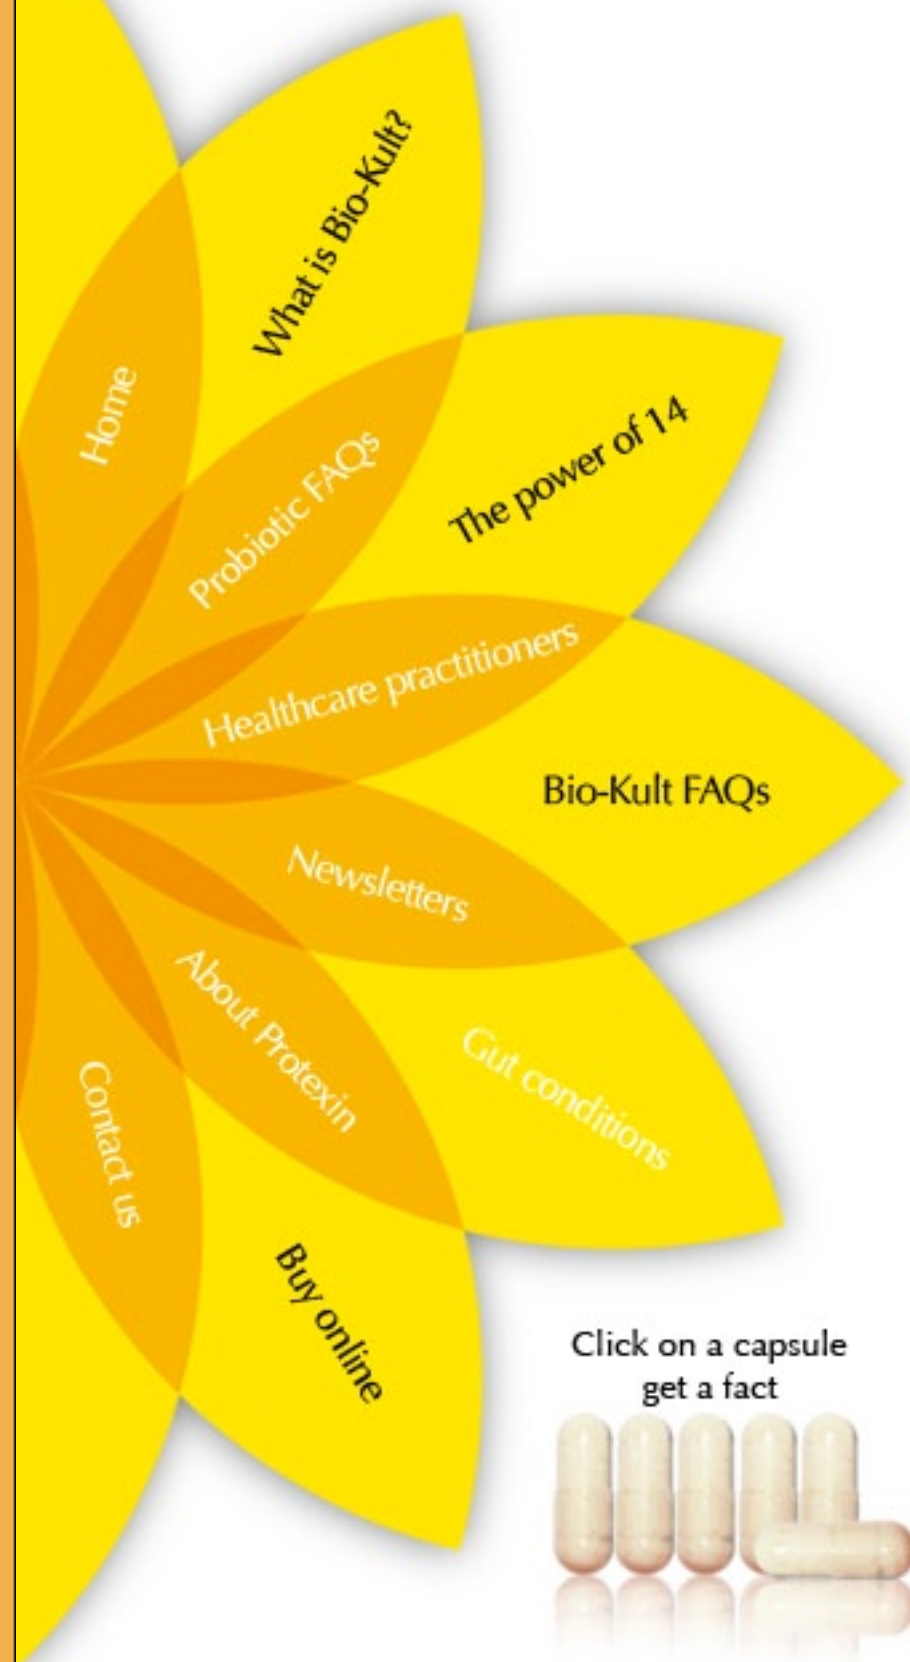 What is Bio-Kult?
Home
The power of 14
Probiotic FAQs
Healthcare practitioners
Bio-Kult FAQs
Newsletters
About Protexin
Gut conditions
Contact us
Buy online
Click on a capsule
get a fact